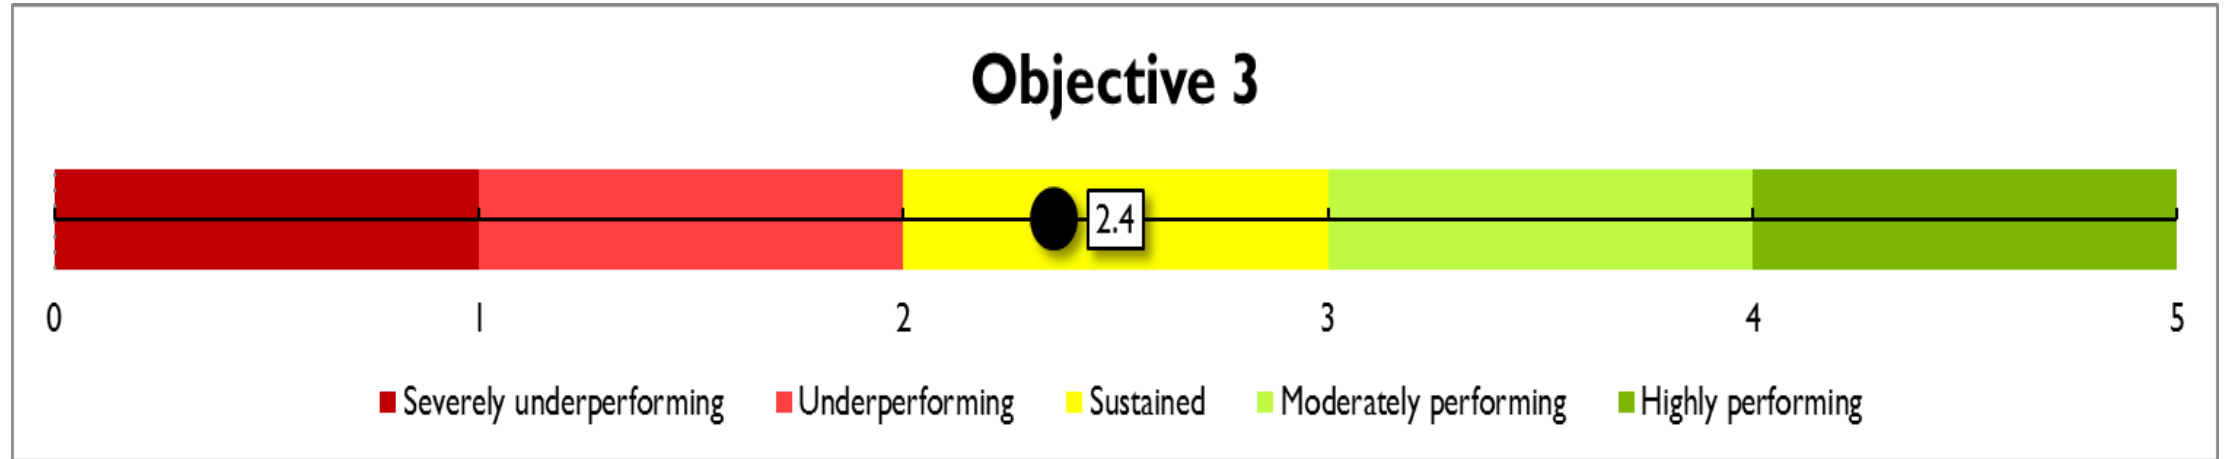 Objective 3
2.4
0 1 2 3 4 5
Severely underperforming Underperforming Sustained Moderately performing Highly performing